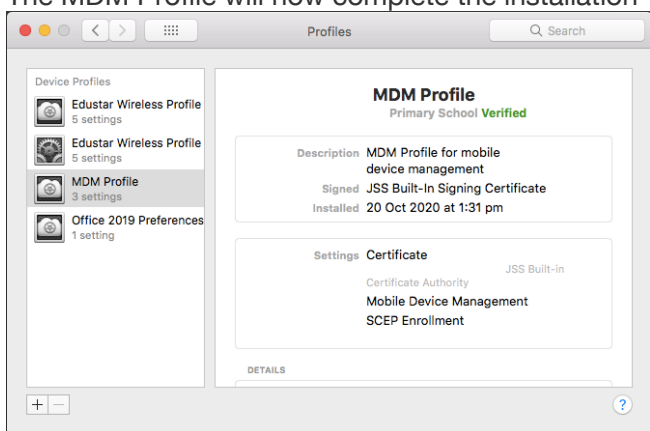 The MDM Profile will now complete the installation
Profiles
Search
Device Profiles
Edustar Wireless Profile
5 settings
Edustar Wireless Profile
5 settings
MDM Profile
3 settings
Office 2019 Preferences
1 setting
MDM Profile
Primary School Verified
Description MDM Profile for mobile
device management
Signed JSS Built-In Signing Certificate
Installed 20 Oct 2020 at 1:31 pm
Settings Certificate
JSS Built-in
Certificate Authority
Mobile Device Management
SCEP Enrollment
DETAILS
+ −
?